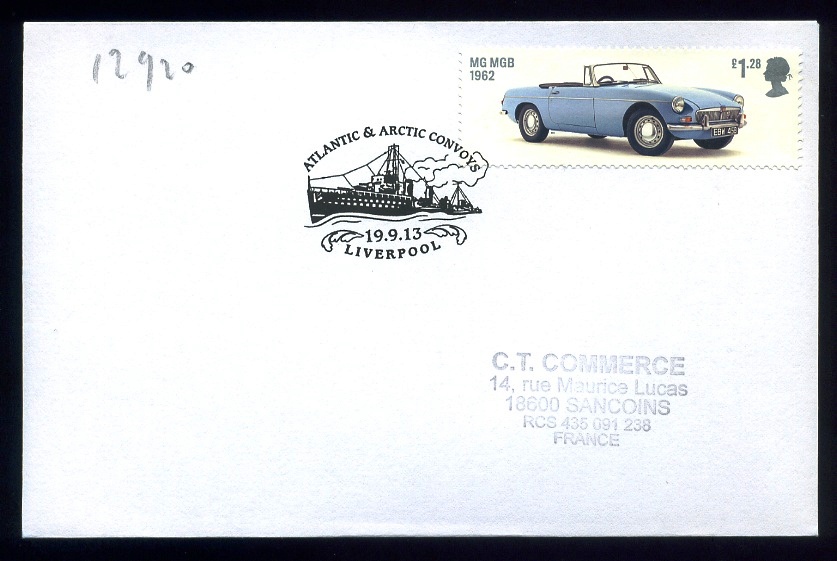 12920
MG MGB
1962
£1.28
EBW 45B
ATLANTIC & ARCTIC CONVOYS
19.9.13
LIVERPOOL
C.T. COMMERCE
14, rue Maurice Lucas
18600 SANCOINS
RCS 435 091 238
FRANCE